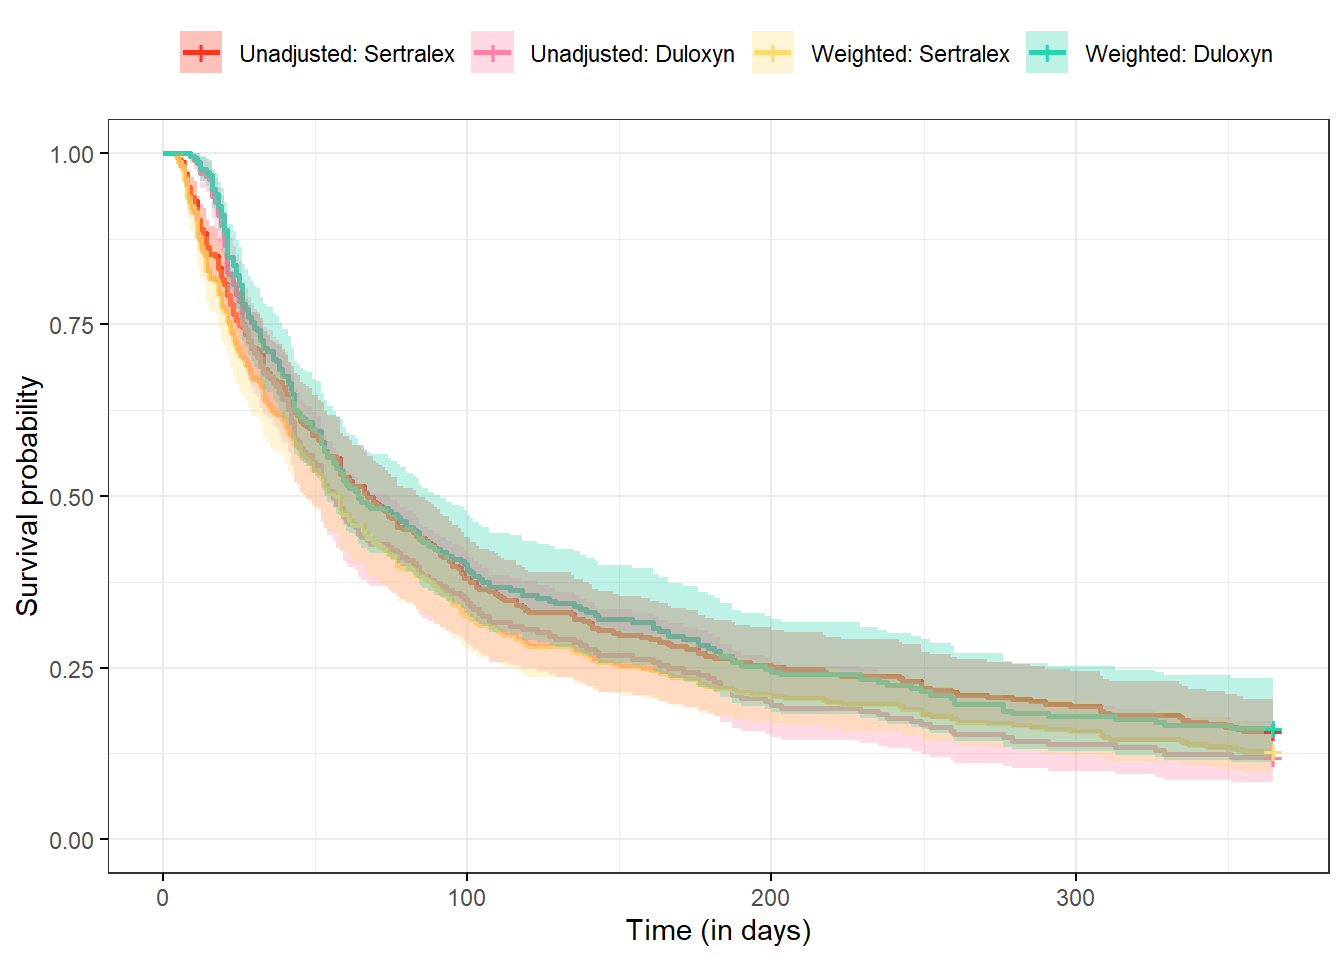 Unadjusted: Sertralex Unadjusted: Duloxyn Weighted: Sertralex Weighted: Duloxyn
1.00
0.75
0.50
0.25
0.00
Survival probability
0 100 200 300
Time (in days)